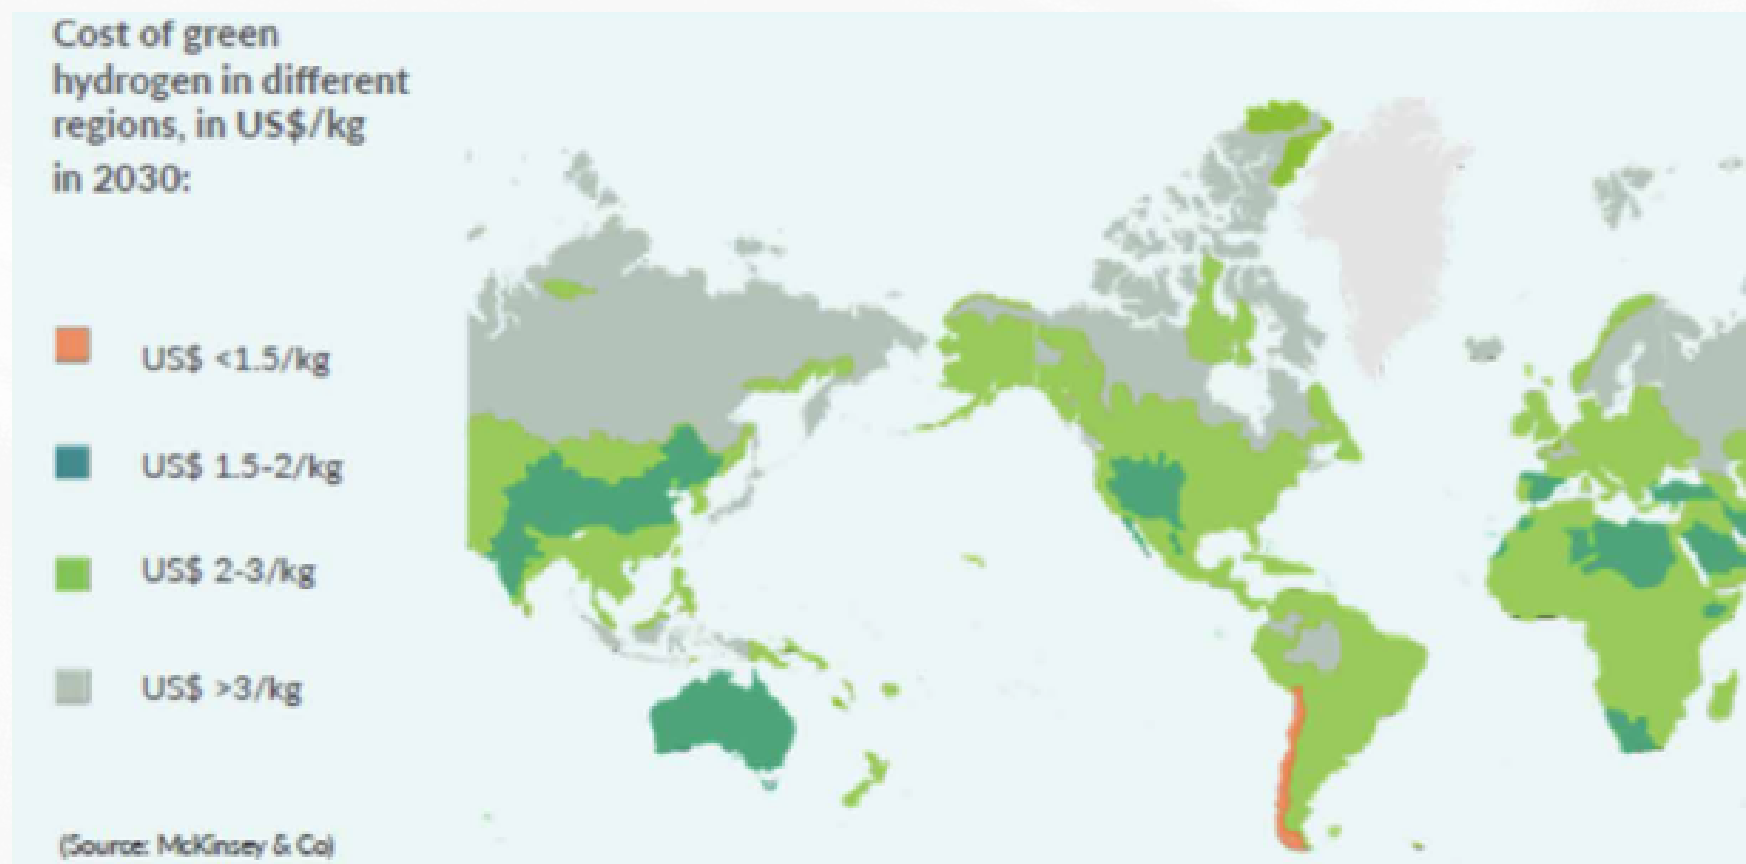 Cost of green
hydrogen in different
regions, in US$/kg
in 2030:
US$ <1.5/kg
US$ 1.5-2/kg
US$ 2-3/kg
US$ >3/kg
(Source: McKinsey & Co)